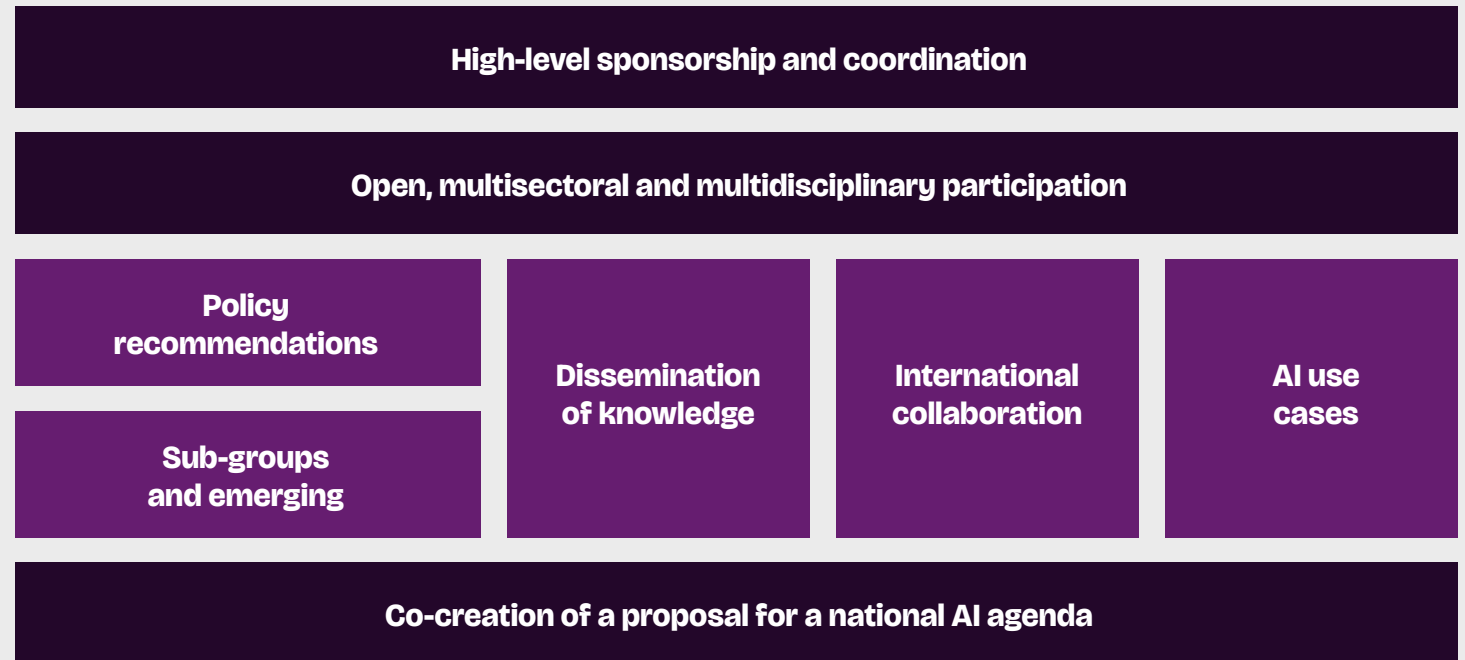 High-level sponsorship and coordination
Open, multisectoral and multidisciplinary participation
Policy
recommendations
Sub-groups
and emerging
Dissemination
of knowledge
International
collaboration
AI use
cases
Co-creation of a proposal for a national AI agenda